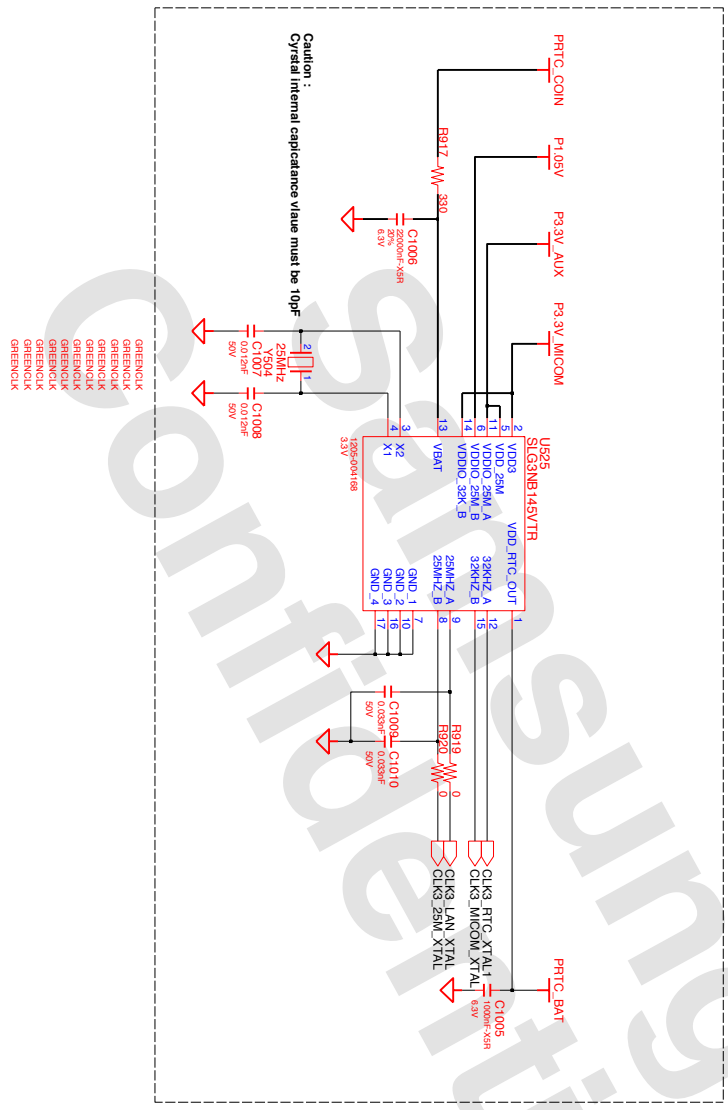 PRTC_COIN
P1.05V
P3.3V_AUX
P3.3V_MICOM
R917
330
C1006
22000nF-X5R
20%
6.3V
Caution :
Cyrstal internal capicatance vlaue must be 10pF
25MHz
Y504
2
1
C1007
0.012nF
50V
C1008
0.012nF
50V
U525
SLG3NB145VTR
2
5
11
6
14
13
3
4
VDD3
VDD_25M
VDDIO_25M_A
VDDIO_25M_B
VDDIO_32K_B
VBAT
X2
X1
1205-004168
3.3V
VDD_RTC_OUT
32KHZ_A
32KHZ_B
25MHZ_A
25MHZ_B
GND_1
GND_2
GND_3
GND_4
1
12
15
9
8
7
10
16
17
C1009
0.033nF
50V
C1010
0.033nF
50V
R919
0
R920
0
CLK3_RTC_XTAL1
CLK3_MICOM_XTAL
CLK3_LAN_XTAL
CLK3_25M_XTAL
PRTC_BAT
C1005
1000nF-X5R
6.3V
GREENCLK
GREENCLK
GREENCLK
GREENCLK
GREENCLK
GREENCLK
GREENCLK
GREENCLK
GREENCLK
GREENCLK
GREENCLK
Samsung
Confidenti